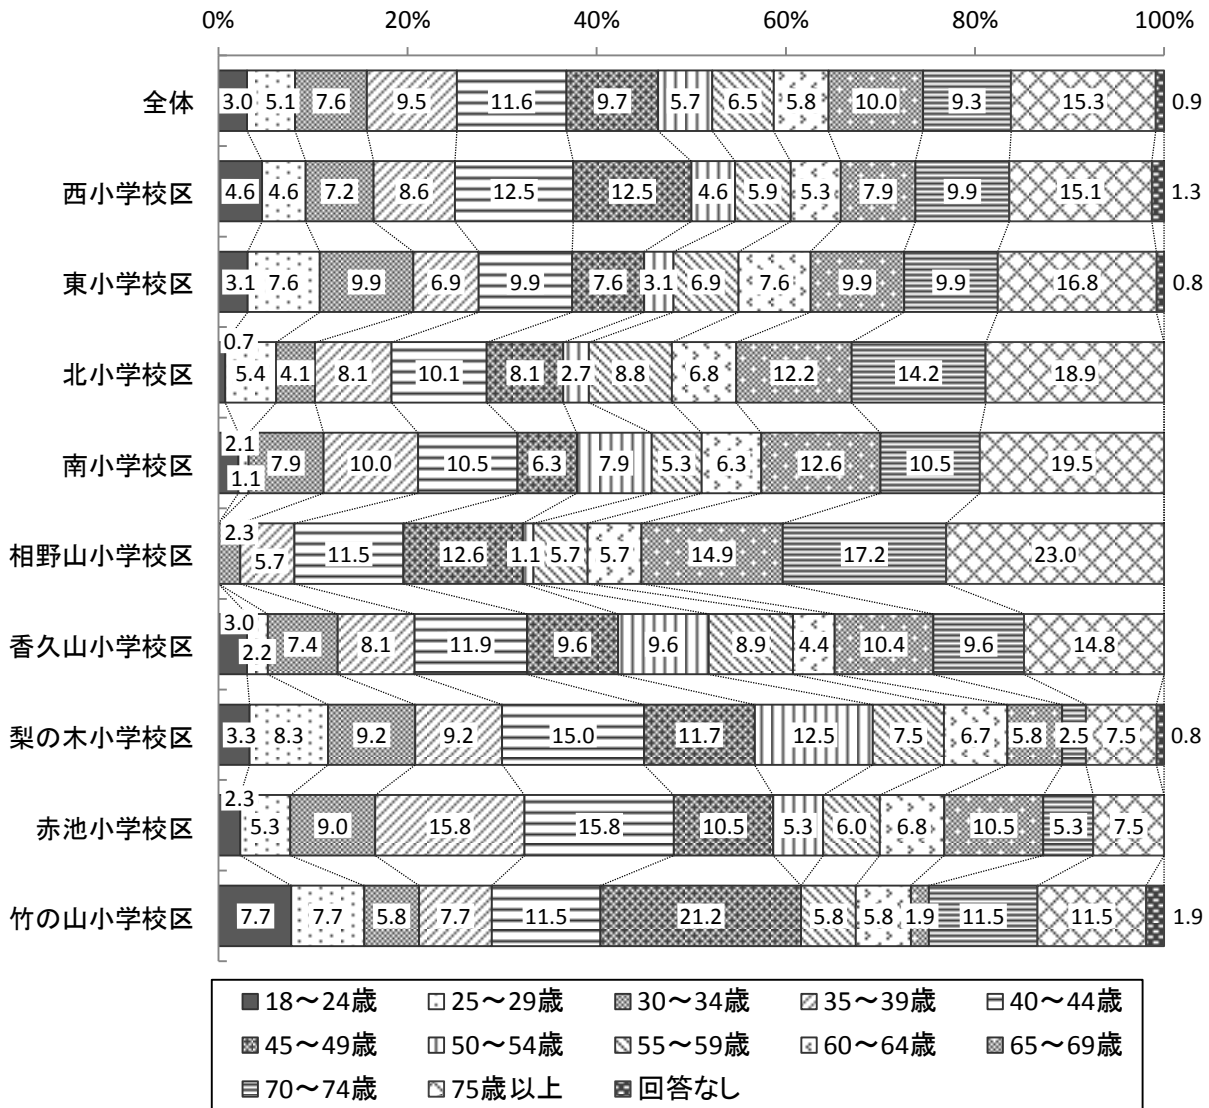 0% 20% 40% 60% 80% 100%
全体 3.0 5.1 7.6 9.5 11.6 9.7 5.7 6.5 5.8 10.0 9.3 15.3 0.9
西小学校区 4.6 4.6 7.2 8.6 12.5 12.5 4.6 5.9 5.3 7.9 9.9 15.1 1.3
東小学校区 3.1 7.6 9.9 6.9 9.9 7.6 3.1 6.9 7.6 9.9 9.9 16.8 0.8
北小学校区 0.7 5.4 4.1 8.1 10.1 8.1 2.7 8.8 6.8 12.2 14.2 18.9
南小学校区 2.1 1.1 7.9 10.0 10.5 6.3 7.9 5.3 6.3 12.6 10.5 19.5
相野山小学校区 2.3 5.7 11.5 12.6 1.1 5.7 5.7 14.9 17.2 23.0
香久山小学校区 3.0 2.2 7.4 8.1 11.9 9.6 9.6 8.9 4.4 10.4 9.6 14.8
梨の木小学校区 3.3 8.3 9.2 9.2 15.0 11.7 12.5 7.5 6.7 5.8 2.5 7.5 0.8
赤池小学校区 2.3 5.3 9.0 15.8 15.8 10.5 5.3 6.0 6.8 10.5 5.3 7.5
竹の山小学校区 7.7 7.7 5.8 7.7 11.5 21.2 5.8 5.8 1.9 11.5 11.5 1.9
18～24歳 25～29歳 30～34歳 35～39歳 40～44歳
45～49歳 50～54歳 55～59歳 60～64歳 65～69歳
70～74歳 75歳以上 回答なし